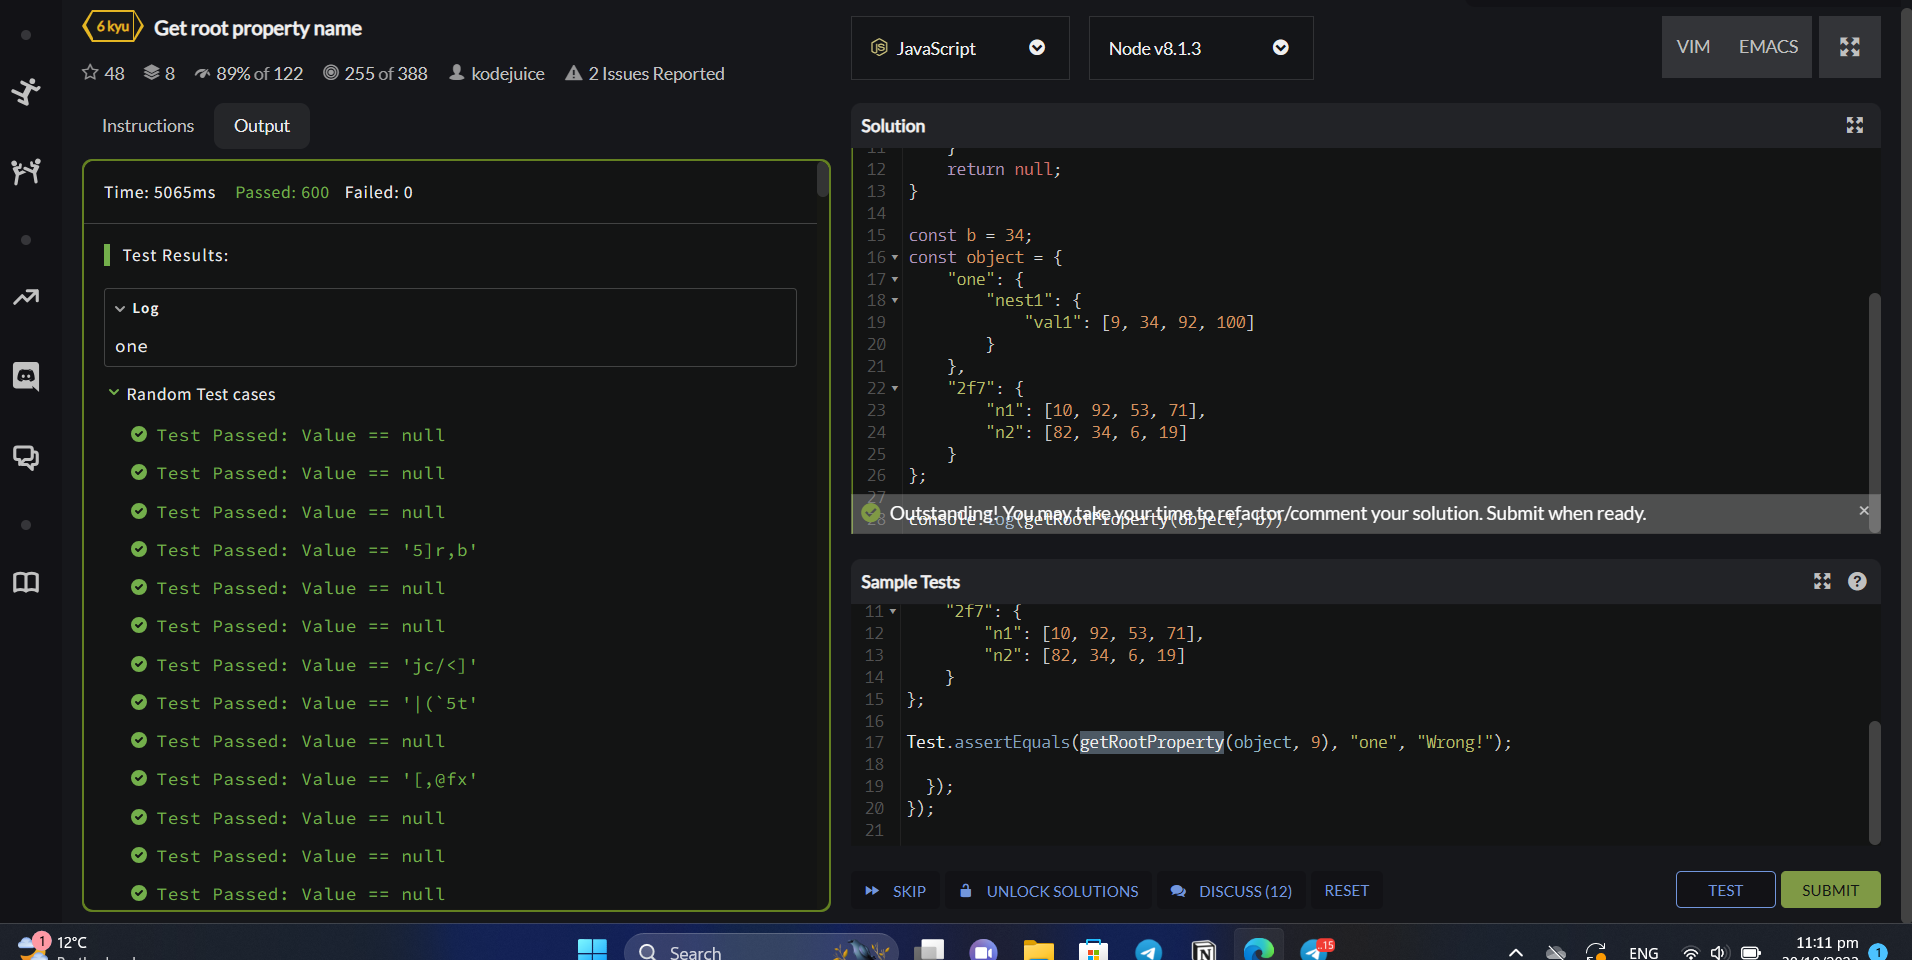 6 kyu Get root property name
48 8 89% of 122 255 of 388 kodejuice 2 Issues Reported
JavaScript
Node v8.1.3
VIM EMACS
Instructions Output
Time: 5065ms Passed: 600 Failed: 0
Test Results:
Log
one
Random Test cases
Test Passed: Value == null
Test Passed: Value == null
Test Passed: Value == null
Test Passed: Value == '5]r,b'
Test Passed: Value == null
Test Passed: Value == null
Test Passed: Value == 'jc/<]'
Test Passed: Value == '|(`5t'
Test Passed: Value == null
Test Passed: Value == '[,@fx'
Test Passed: Value == null
Test Passed: Value == null
Test Passed: Value == null
Solution
11 }
12 return null;
13 }
14
15 const b = 34;
16 const object = {
17 "one": {
18 "nest1": {
19 "val1": [9, 34, 92, 100]
20 }
21 },
22 "2f7": {
23 "n1": [10, 92, 53, 71],
24 "n2": [82, 34, 6, 19]
25 }
26 };
27
28 console.log(getRootProperty(object, b))
Outstanding! You may take your time to refactor/comment your solution. Submit when ready.
Sample Tests
11 "2f7": {
12 "n1": [10, 92, 53, 71],
13 "n2": [82, 34, 6, 19]
14 }
15 };
16
17 Test.assertEquals(getRootProperty(object, 9), "one", "Wrong!");
18
19 });
20 });
21
SKIP UNLOCK SOLUTIONS DISCUSS (12) RESET TEST SUBMIT
1 12°C
Search
..15
ENG
11:11 pm
1